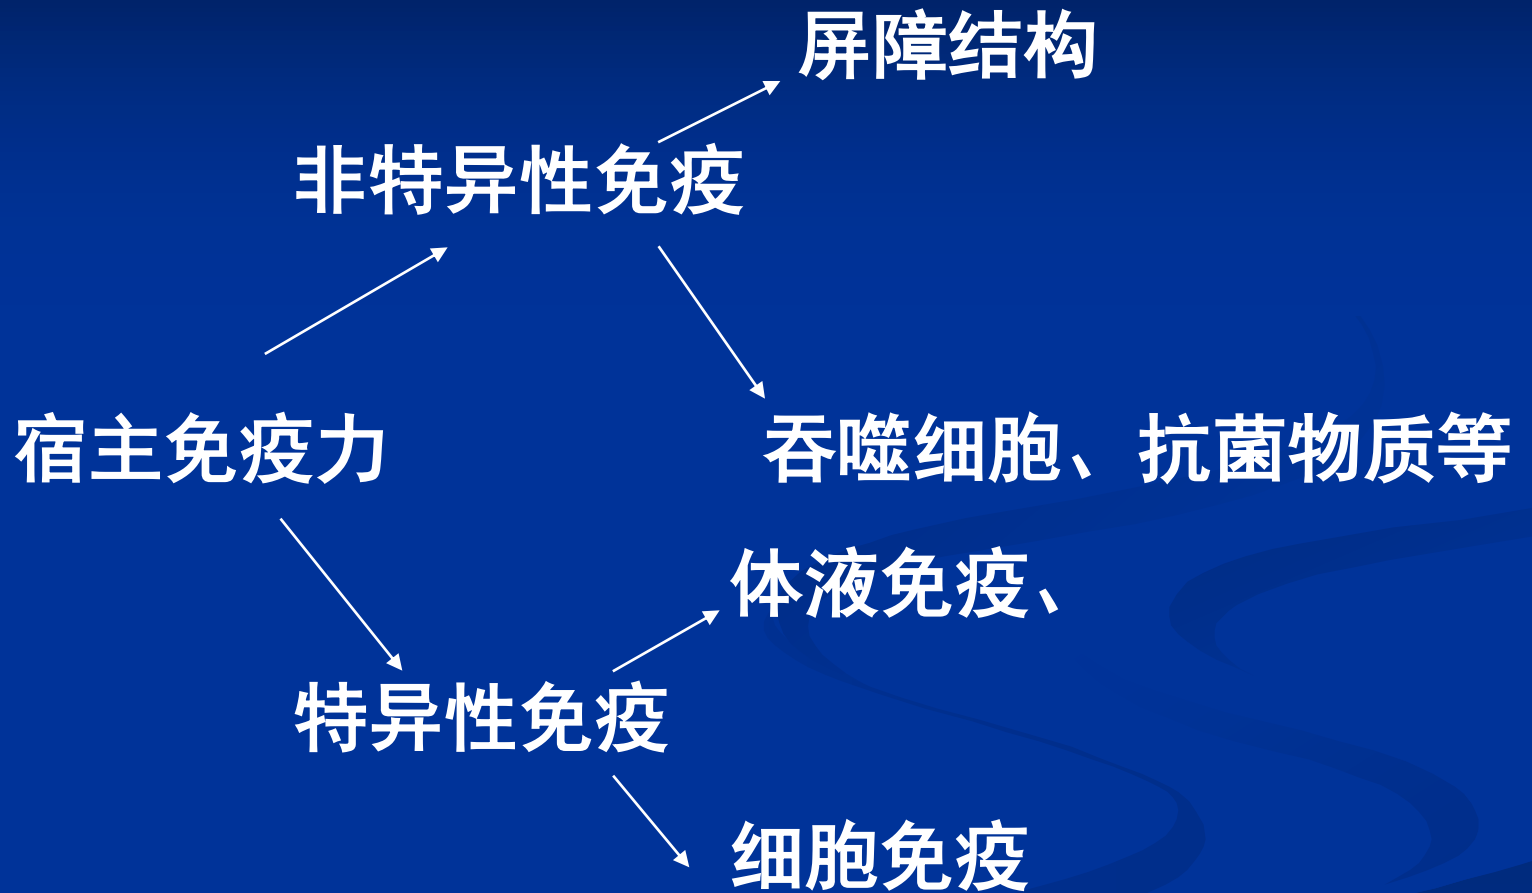 屏障结构
非特异性免疫
宿主免疫力
吞噬细胞、抗菌物质等
体液免疫、
特异性免疫
细胞免疫